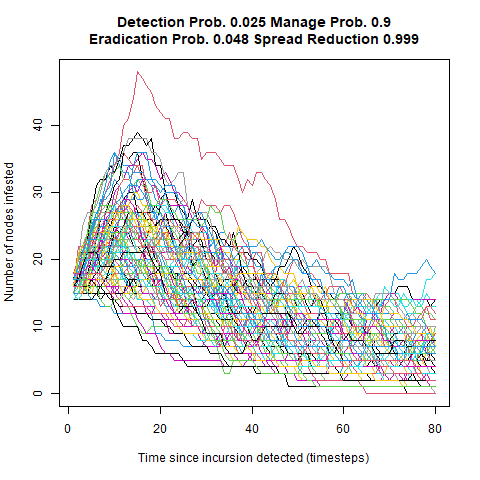 Detection Prob. 0.025 Manage Prob. 0.9
Eradication Prob. 0.048 Spread Reduction 0.999
Number of nodes infested
40
30
20
10
0
0 20 40 60 80
Time since incursion detected (timesteps)